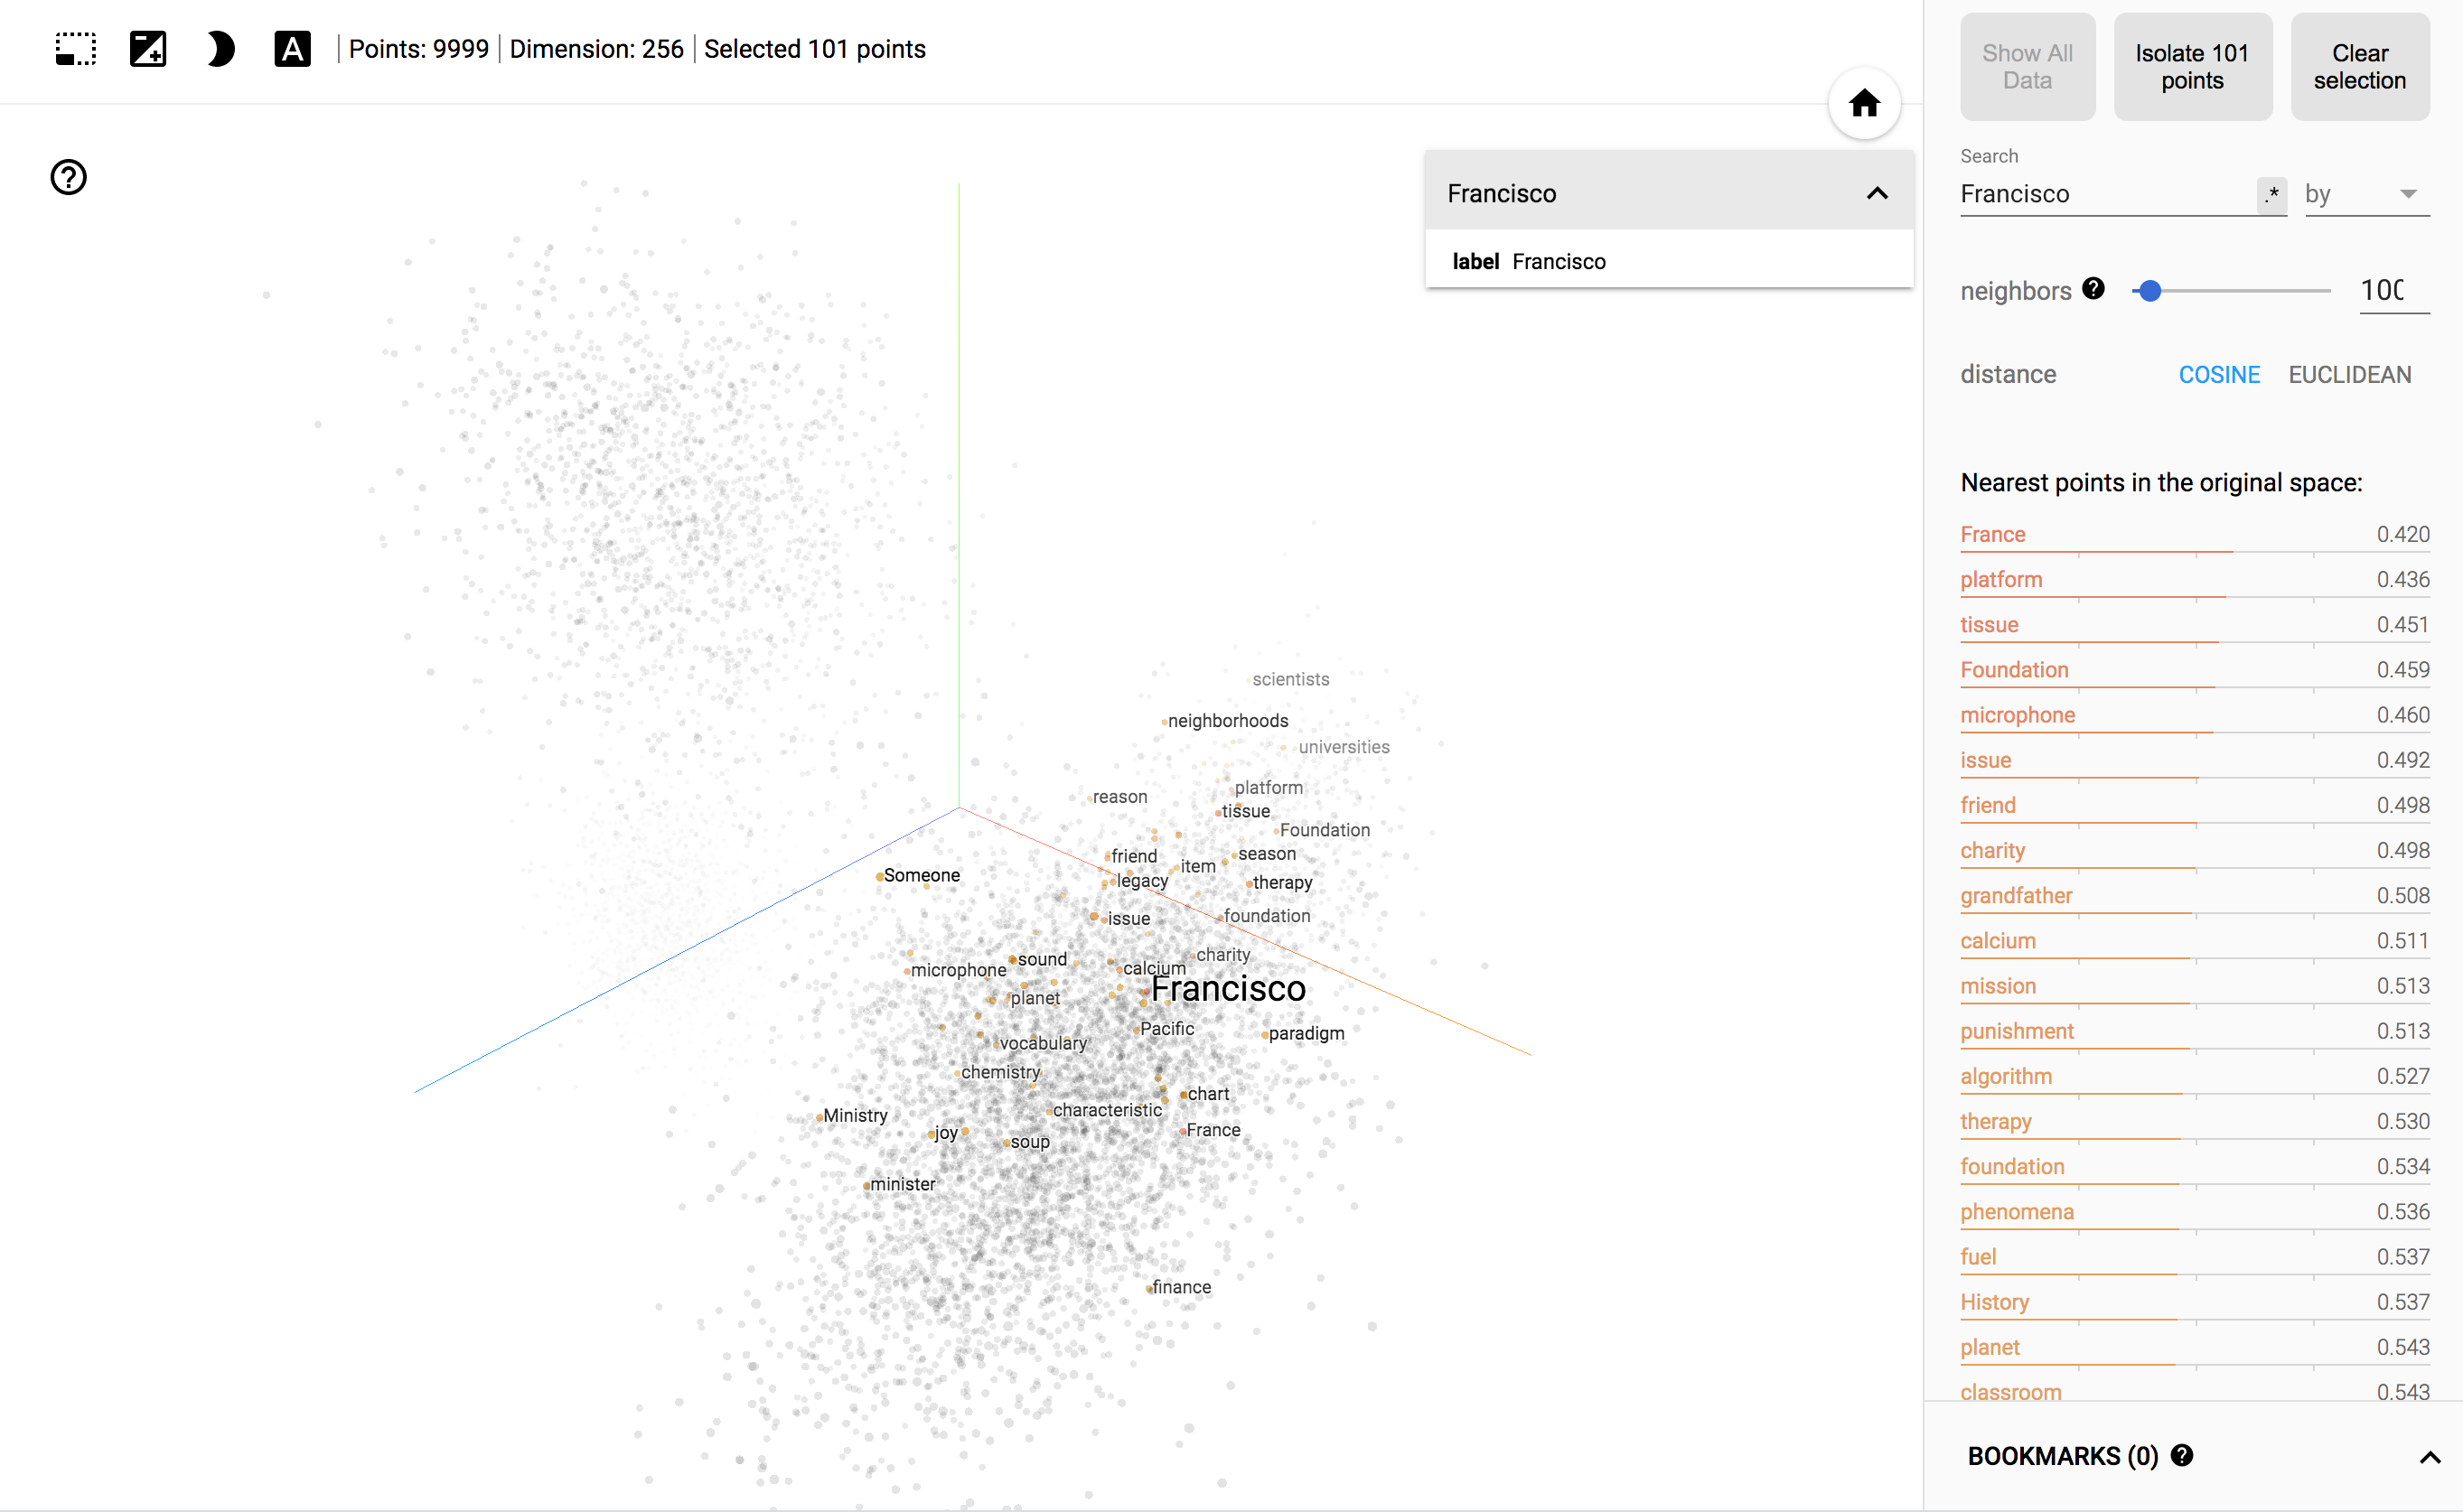 Points: 9999 | Dimension: 256 | Selected 101 points
Show All Data
Isolate 101 points
Clear selection
Search
Francisco .* by
neighbors 100
distance COSINE EUCLIDEAN
Nearest points in the original space:
France 0.420
platform 0.436
tissue 0.451
Foundation 0.459
microphone 0.460
issue 0.492
friend 0.498
charity 0.498
grandfather 0.508
calcium 0.511
mission 0.513
punishment 0.513
algorithm 0.527
therapy 0.530
foundation 0.534
phenomena 0.536
fuel 0.537
History 0.537
planet 0.543
classroom 0.543
BOOKMARKS (0)
Francisco
label Francisco
scientists
neighborhoods
universities
platform
reason
tissue
Foundation
season
friend
item
Someone
legacy
therapy
foundation
issue
charity
sound
calcium
microphone
Francisco
planet
Pacific
paradigm
vocabulary
chemistry
chart
characteristic
Ministry
France
joy
soup
minister
finance